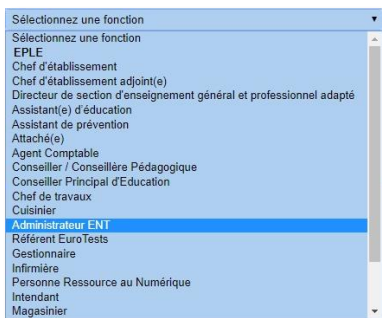 Sélectionnez une fonction
Sélectionnez une fonction
EPLE
Chef d'établissement
Chef d'établissement adjoint(e)
Directeur de section d'enseignement général et professionnel adapté
Assistant(e) d'éducation
Assistant de prévention
Attaché(e)
Agent Comptable
Conseiller / Conseillère Pédagogique
Conseiller Principal d'Education
Chef de travaux
Cuisinier
Administrateur ENT
Référent EuroTests
Gestionnaire
Infirmière
Personne Ressource au Numérique
Intendant
Magasinier